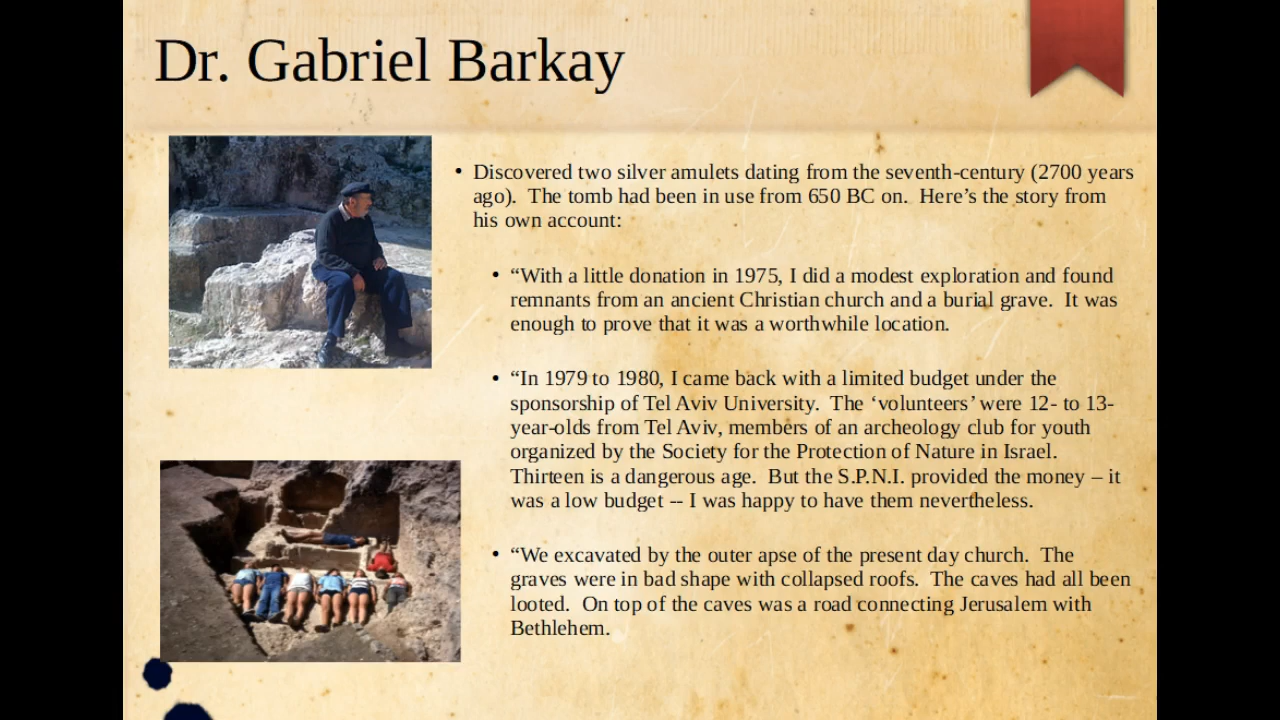 Dr. Gabriel Barkay
• Discovered two silver amulets dating from the seventh-century (2700 years
ago).  The tomb had been in use from 650 BC on.  Here’s the story from
his own account:
• “With a little donation in 1975, I did a modest exploration and found
remnants from an ancient Christian church and a burial grave.  It was
enough to prove that it was a worthwhile location.
• “In 1979 to 1980, I came back with a limited budget under the
sponsorship of Tel Aviv University.  The ‘volunteers’ were 12- to 13-
year-olds from Tel Aviv, members of an archeology club for youth
organized by the Society for the Protection of Nature in Israel.
Thirteen is a dangerous age.  But the S.P.N.I. provided the money – it
was a low budget -- I was happy to have them nevertheless.
• “We excavated by the outer apse of the present day church.  The
graves were in bad shape with collapsed roofs.  The caves had all been
looted.  On top of the caves was a road connecting Jerusalem with
Bethlehem.